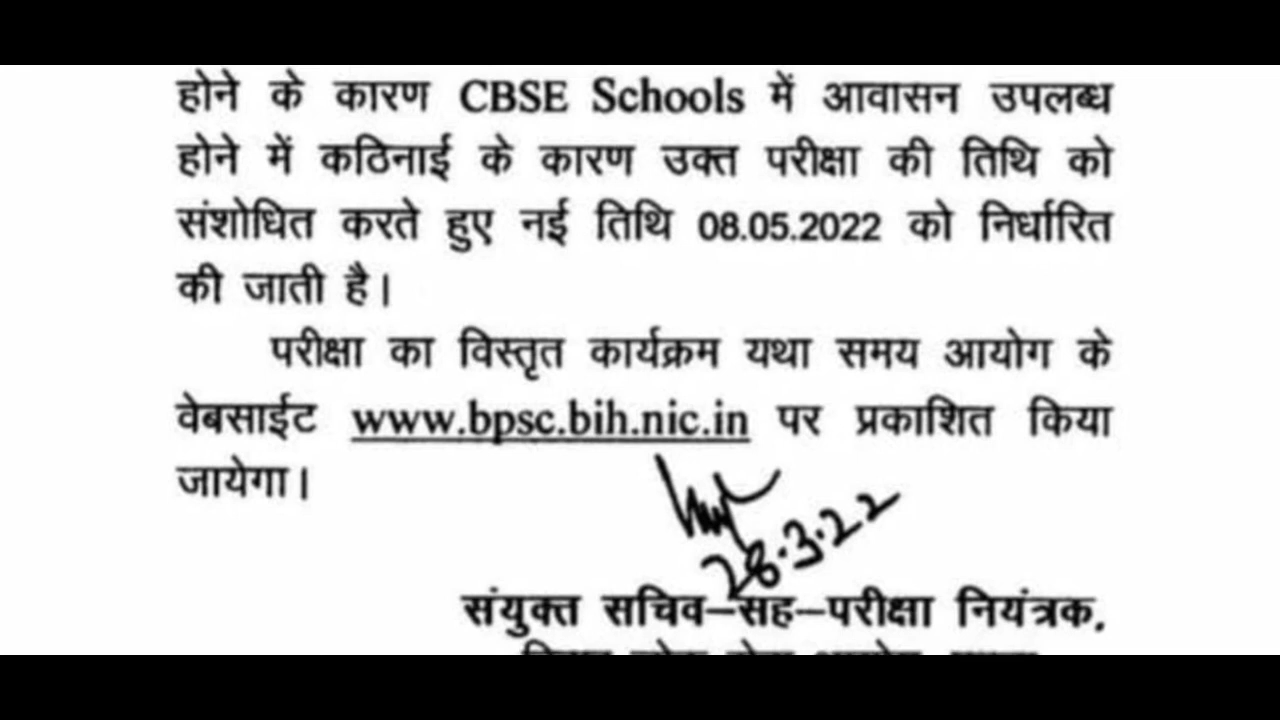 होने के कारण CBSE Schools में आवासन उपलब्ध
होने में कठिनाई के कारण उक्त परीक्षा की तिथि को
संशोधित करते हुए नई तिथि 08.05.2022 को निर्धारित
की जाती है।
परीक्षा का विस्तृत कार्यक्रम यथा समय आयोग के
वेबसाईट www.bpsc.bih.nic.in पर प्रकाशित किया
जायेगा।
28.3.22
संयुक्त सचिव–सह–परीक्षा नियंत्रक,